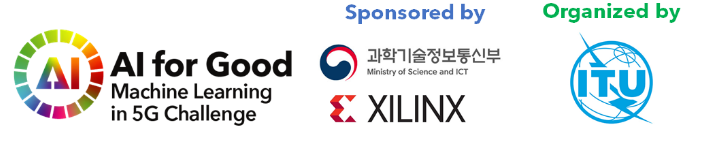 Sponsored by
Organized by
AI
AI for Good
Machine Learning
in 5G Challenge
과학기술정보통신부
Ministry of Science and ICT
XILINX
ITU